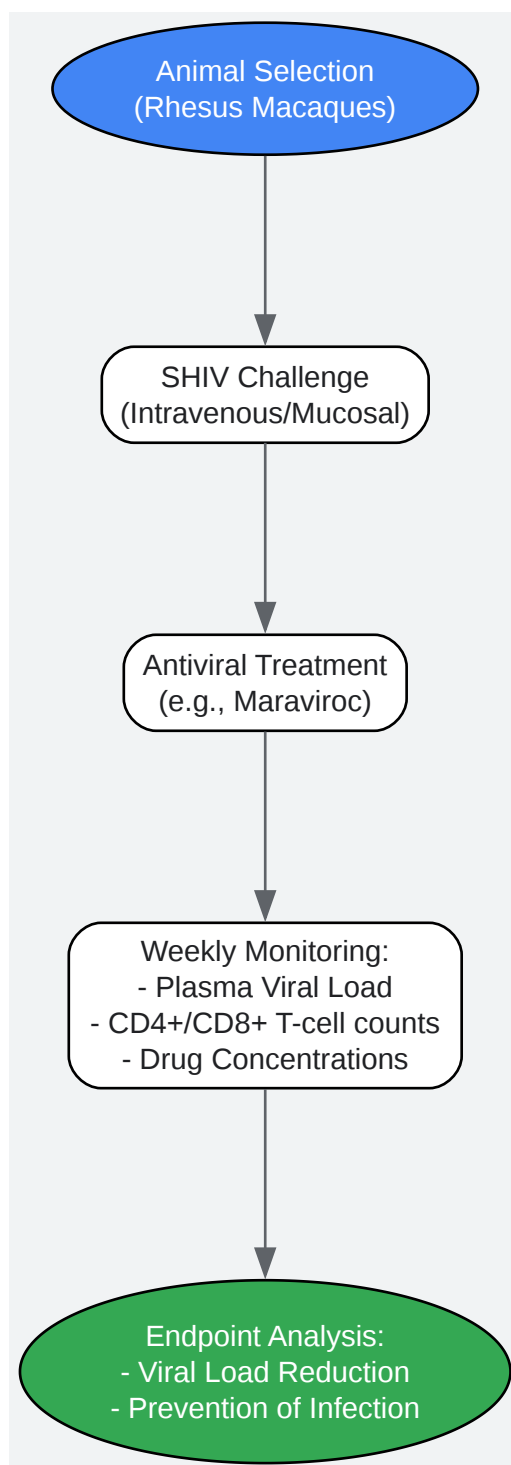 Animal Selection
(Rhesus Macaques)
SHIV Challenge
(Intravenous/Mucosal)
Antiviral Treatment
(e.g., Maraviroc)
Weekly Monitoring:
- Plasma Viral Load
- CD4+/CD8+ T-cell counts
- Drug Concentrations
Endpoint Analysis:
- Viral Load Reduction
- Prevention of Infection